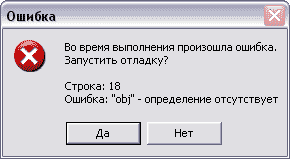 Ошибка
Во время выполнения произошла ошибка.
Запустить отладку?
Строка: 18
Ошибка: "obj" - определение отсутствует
Да
Нет